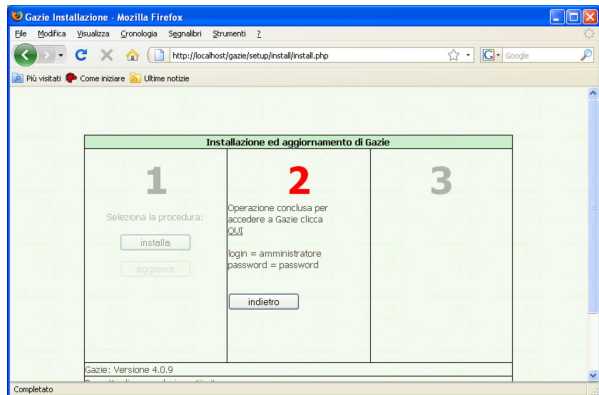 Gazie Installazione - Mozilla Firefox
File Modifica Visualizza Cronologia Segnalibri Strumenti ?
http://localhost/gazie/setup/install/install.php
Google
Più visitati Come iniziare Ultime notizie
Installazione ed aggiornamento di Gazie
1
Seleziona la procedura:
installa
aggiorna
2
Operazione conclusa per
accedere a Gazie clicca
QUI
login = amministratore
password = password
indietro
3
Gazie: Versione 4.0.9
Completato